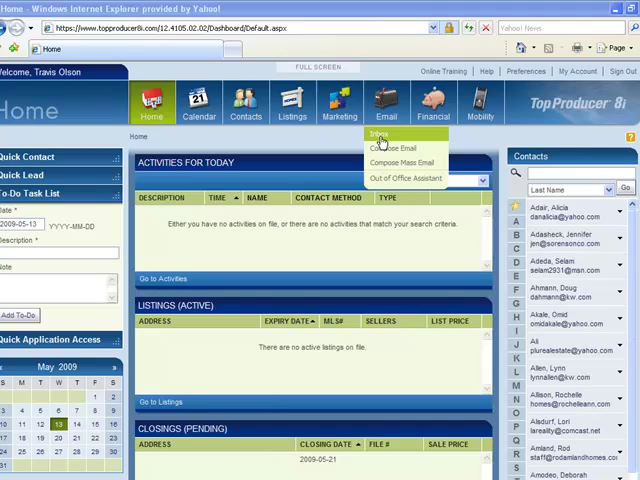 Home - Windows Internet Explorer provided by Yahoo!
https://www.topproducer8i.com/12.4105.02.02/Dashboard/Default.aspx
Yahoo! News
Home
Page
Welcome, Travis Olson
FULL SCREEN
Online Training | Help | Preferences | My Account | Sign Out
Home
Home
Calendar
Contacts
Listings
Marketing
Email
Financial
Mobility
TOP PRODUCER 8i
21
Home
Inbox
Compose Email
Compose Mass Email
Out of Office Assistant
Quick Contact
Quick Lead
To-Do Task List
Date *
2009-05-13 YYYY-MM-DD
Description *
Note
Add To-Do
Quick Application Access
May 2009
S M T W T F S
1 2
3 4 5 6 7 8 9
10 11 12 13 14 15 16
17 18 19 20 21 22 23
24 25 26 27 28 29 30
31
ACTIVITIES FOR TODAY
DESCRIPTION TIME NAME CONTACT METHOD TYPE
Either you have no activities on file, or there are no activities that match your search criteria.
Go to Activities
LISTINGS (ACTIVE)
ADDRESS EXPIRY DATE MLS# SELLERS LIST PRICE
There are no active listings on file.
Go to Listings
CLOSINGS (PENDING)
ADDRESS CLOSING DATE FILE # SALE PRICE
2009-05-21
Contacts
Last Name Go
A
B
C
D
E
F
G
H
I
J
K
L
M
N
O
P
Q
R
S
Adair, Alicia
danalicia@yahoo.com
Adasheck, Jennifer
jen@sorensonco.com
Adeda, Selam
selam2931@msn.com
Ahmann, Doug
dahmann@kw.com
Akale, Omid
omidakale@yahoo.com
Ali
plurealestate@yahoo.com
Allen, Lynn
lynnallen@kw.com
Allison, Rochelle
homes@rochelleann.com
Alsdurf, Lori
lsreality@comcast.net
Amland, Rod
staff@rodamlandhomes.co
Amodeo, Deborah